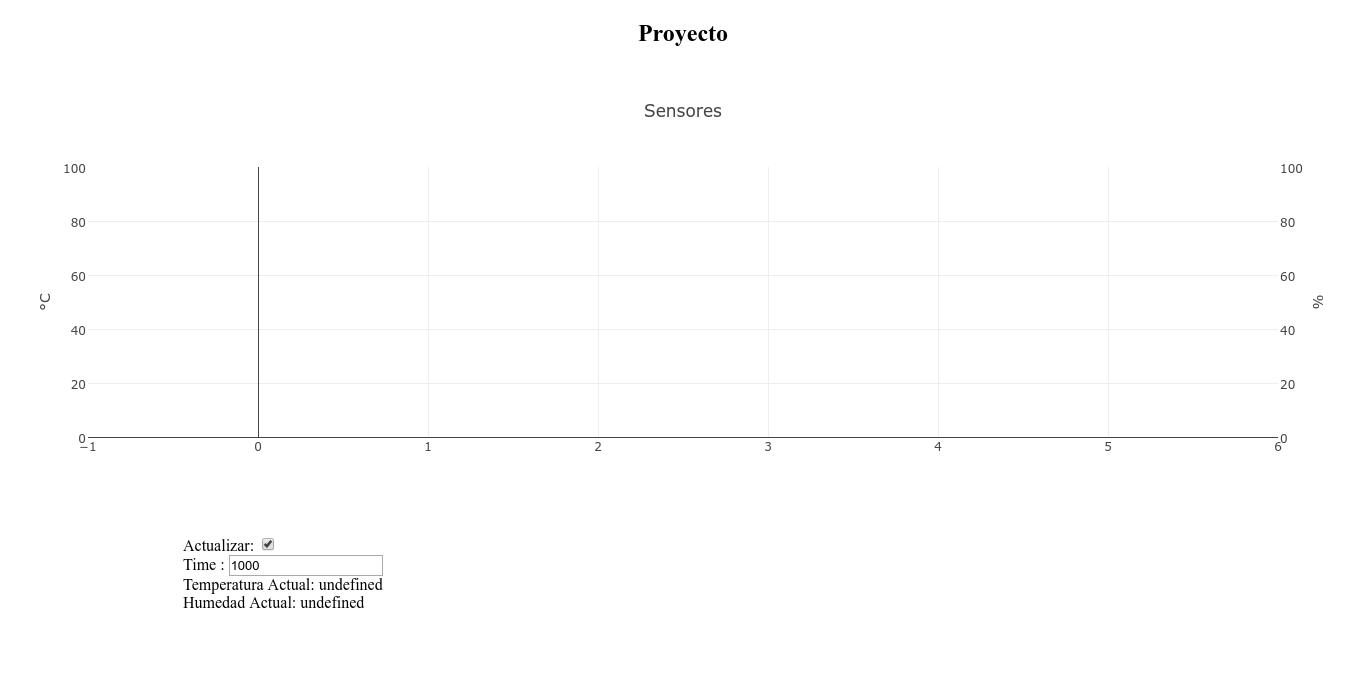 Proyecto
Sensores
100 100
80 80
60 60
°C %
40 40
20 20
0 0
−1 0 1 2 3 4 5 6
Actualizar:
Time : 1000
Temperatura Actual: undefined
Humedad Actual: undefined